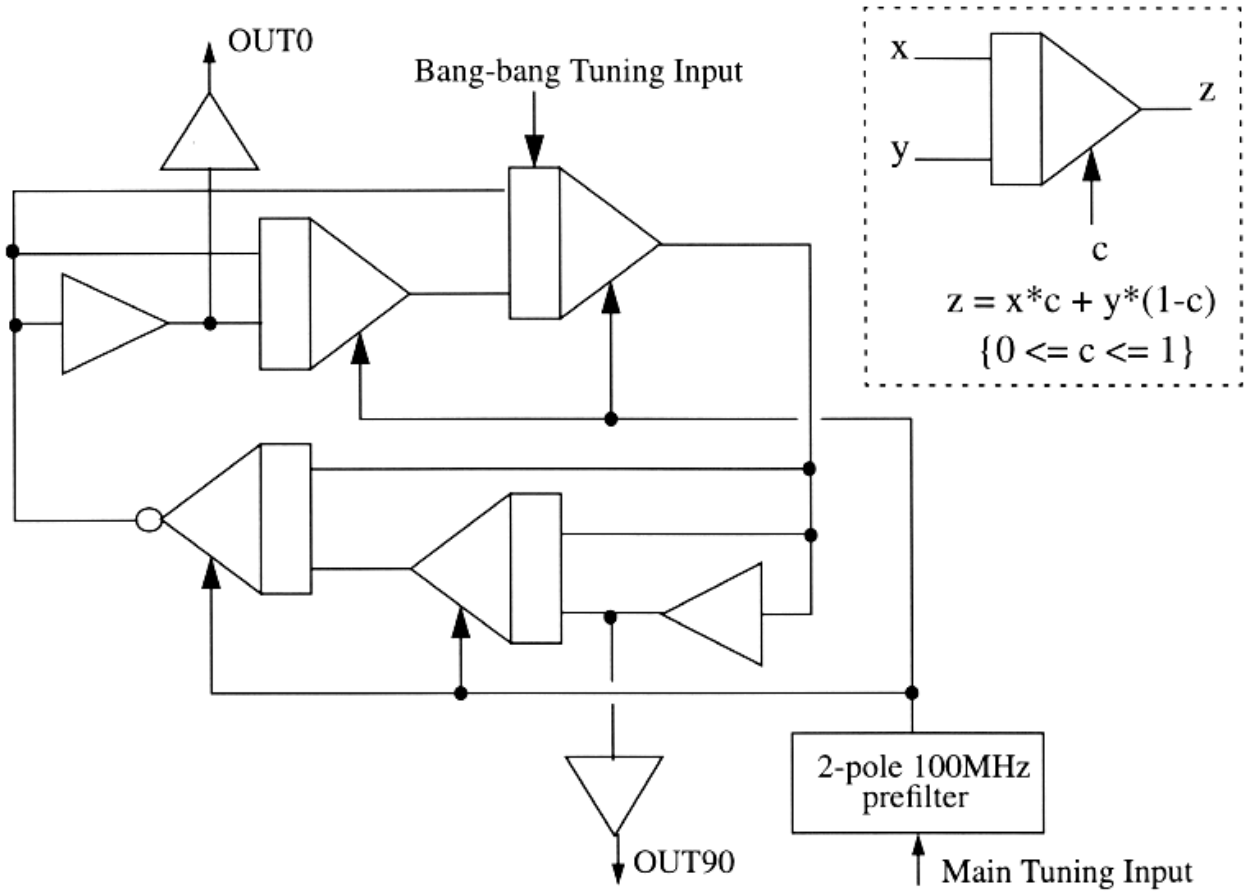 OUT0
Bang-bang Tuning Input
x
y
z
c
z = x*c + y*(1-c)
{0 <= c <= 1}
2-pole 100MHz
prefilter
OUT90
Main Tuning Input